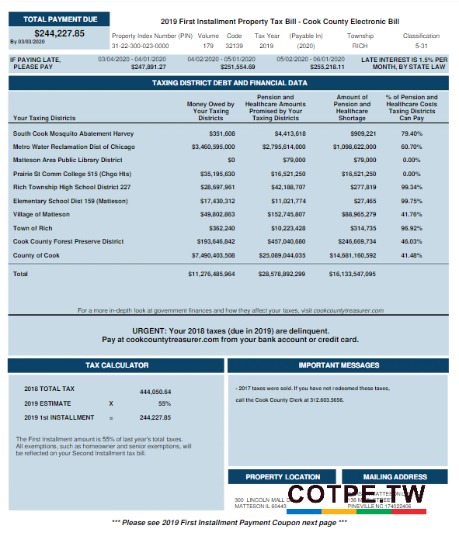 TOTAL PAYMENT DUE
$244,227.85
By 03/03/2020
2019 First Installment Property Tax Bill - Cook County Electronic Bill
Property Index Number (PIN) Volume Code Tax Year (Payable In) Township Classification
31-22-300-023-0000 179 32139 2019 (2020) RICH 5-31
IF PAYING LATE, PLEASE PAY
03/04/2020 - 04/01/2020
$247,891.27
04/02/2020 - 05/01/2020
$251,554.69
05/02/2020 - 06/01/2020
$255,218.11
LATE INTEREST IS 1.5% PER MONTH, BY STATE LAW
TAXING DISTRICT DEBT AND FINANCIAL DATA
Your Taxing Districts
Money Owed by Your Taxing Districts
Pension and Healthcare Amounts Promised by Your Taxing Districts
Amount of Pension and Healthcare Shortage
% of Pension and Healthcare Costs Taxing Districts Can Pay
South Cook Mosquito Abatement Harvey $351,608 $4,413,618 $909,221 79.40%
Metro Water Reclamation Dist of Chicago $3,460,595,000 $2,795,614,000 $1,098,622,000 60.70%
Matteson Area Public Library District $0 $79,000 $79,000 0.00%
Prairie St Comm College 515 (Chgo Hts) $35,195,630 $16,521,250 $16,521,250 0.00%
Rich Township High School District 227 $28,697,961 $42,188,707 $277,819 99.34%
Elementary School Dist 159 (Matteson) $17,430,312 $11,021,774 $27,465 99.75%
Village of Matteson $49,802,863 $152,745,807 $88,965,279 41.76%
Town of Rich $362,240 $10,223,428 $314,735 96.92%
Cook County Forest Preserve District $193,646,842 $457,040,660 $246,669,734 46.03%
County of Cook $7,490,403,508 $25,089,044,035 $14,681,160,592 41.48%
Total $11,276,485,964 $28,578,892,299 $16,133,547,095
For a more in-depth look at government finances and how they affect your taxes, visit cookcountytreasurer.com
URGENT: Your 2018 taxes (due in 2019) are delinquent.
Pay at cookcountytreasurer.com from your bank account or credit card.
TAX CALCULATOR
2018 TOTAL TAX 444,050.64
2019 ESTIMATE X 55%
2019 1st INSTALLMENT = 244,227.85
The First Installment amount is 55% of last year's total taxes.
All exemptions, such as homeowner and senior exemptions, will
be reflected on your Second Installment tax bill.
IMPORTANT MESSAGES
- 2017 taxes were sold. If you have not redeemed these taxes,
call the Cook County Clerk at 312.603.5656.
PROPERTY LOCATION
300 LINCOLN MALL
MATTESON IL 60443
MAILING ADDRESS
PINEVILLE NC
COTPE.TW
*** Please see 2019 First Installment Payment Coupon next page ***